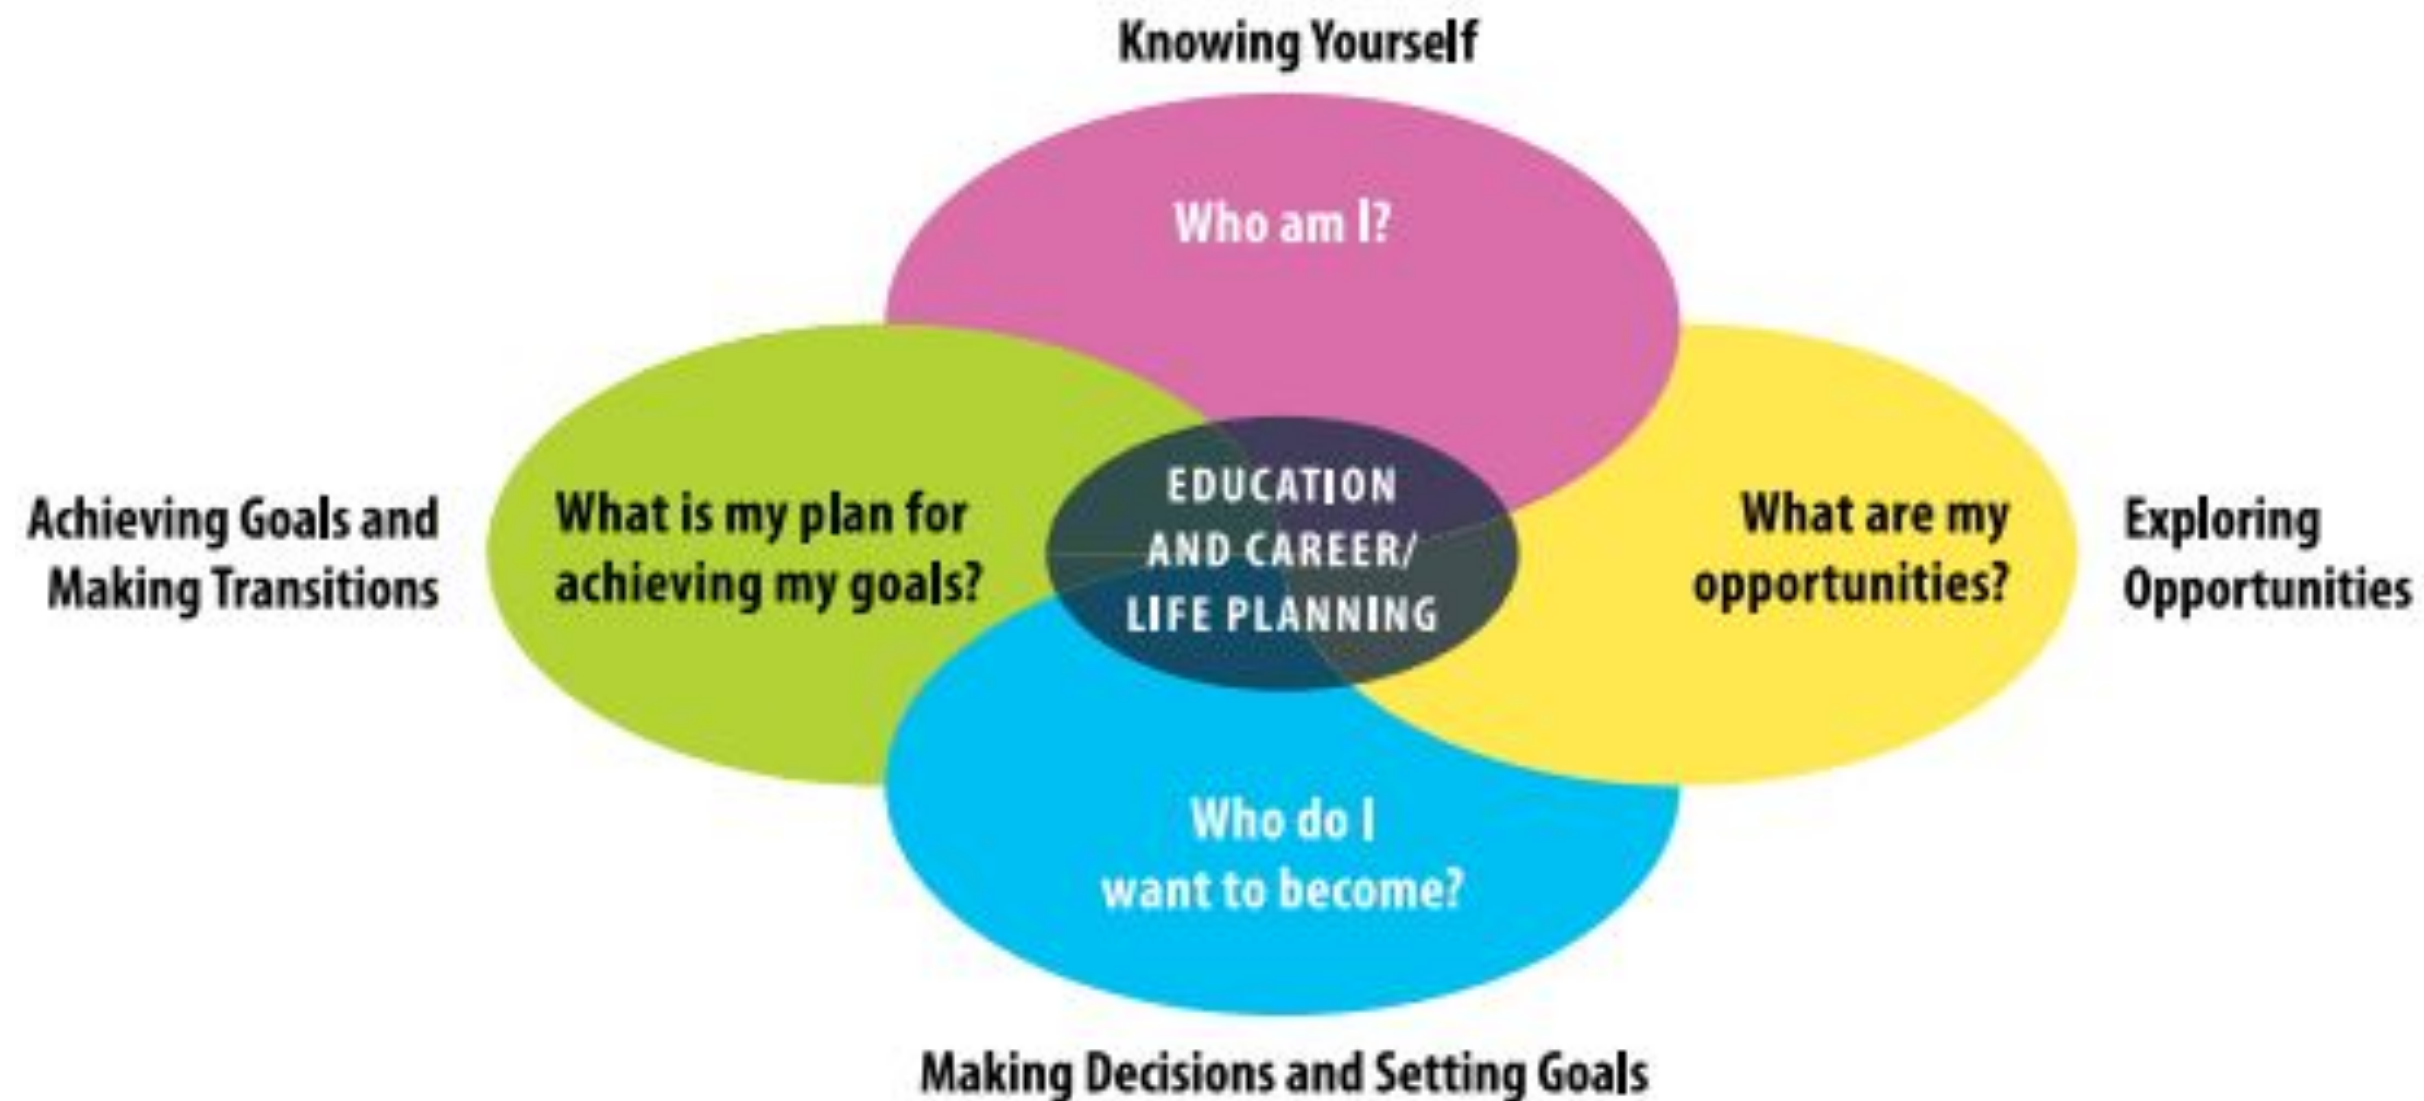 Knowing Yourself
Who am I?
Achieving Goals and
Making Transitions
What is my plan for
achieving my goals?
EDUCATION
AND CAREER/
LIFE PLANNING
What are my
opportunities?
Exploring
Opportunities
Who do I
want to become?
Making Decisions and Setting Goals